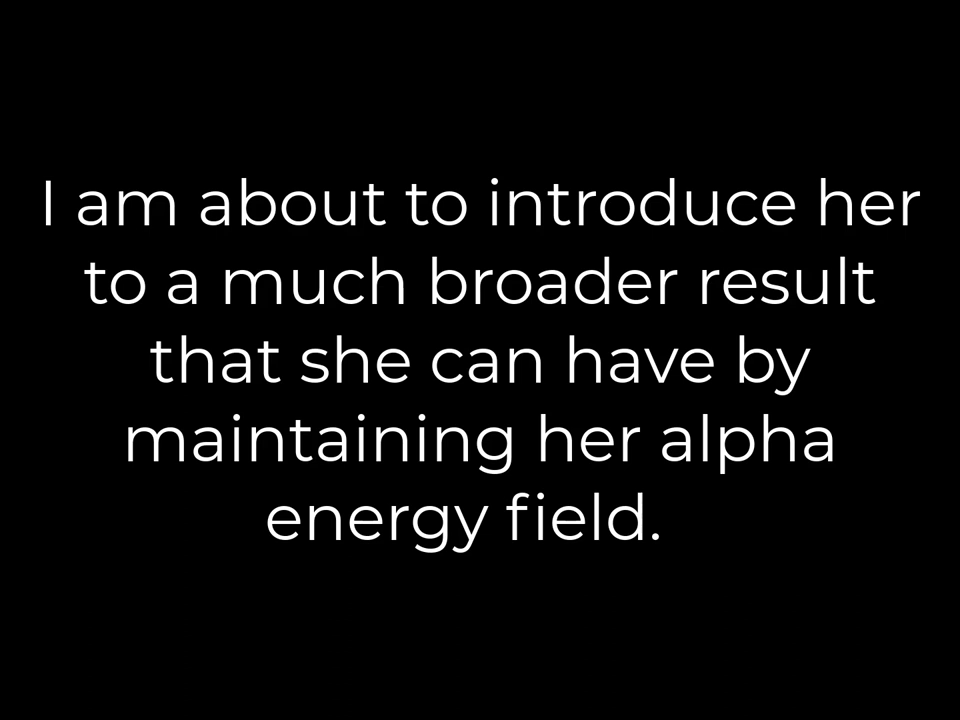 I am about to introduce her
to a much broader result
that she can have by
maintaining her alpha
energy field.